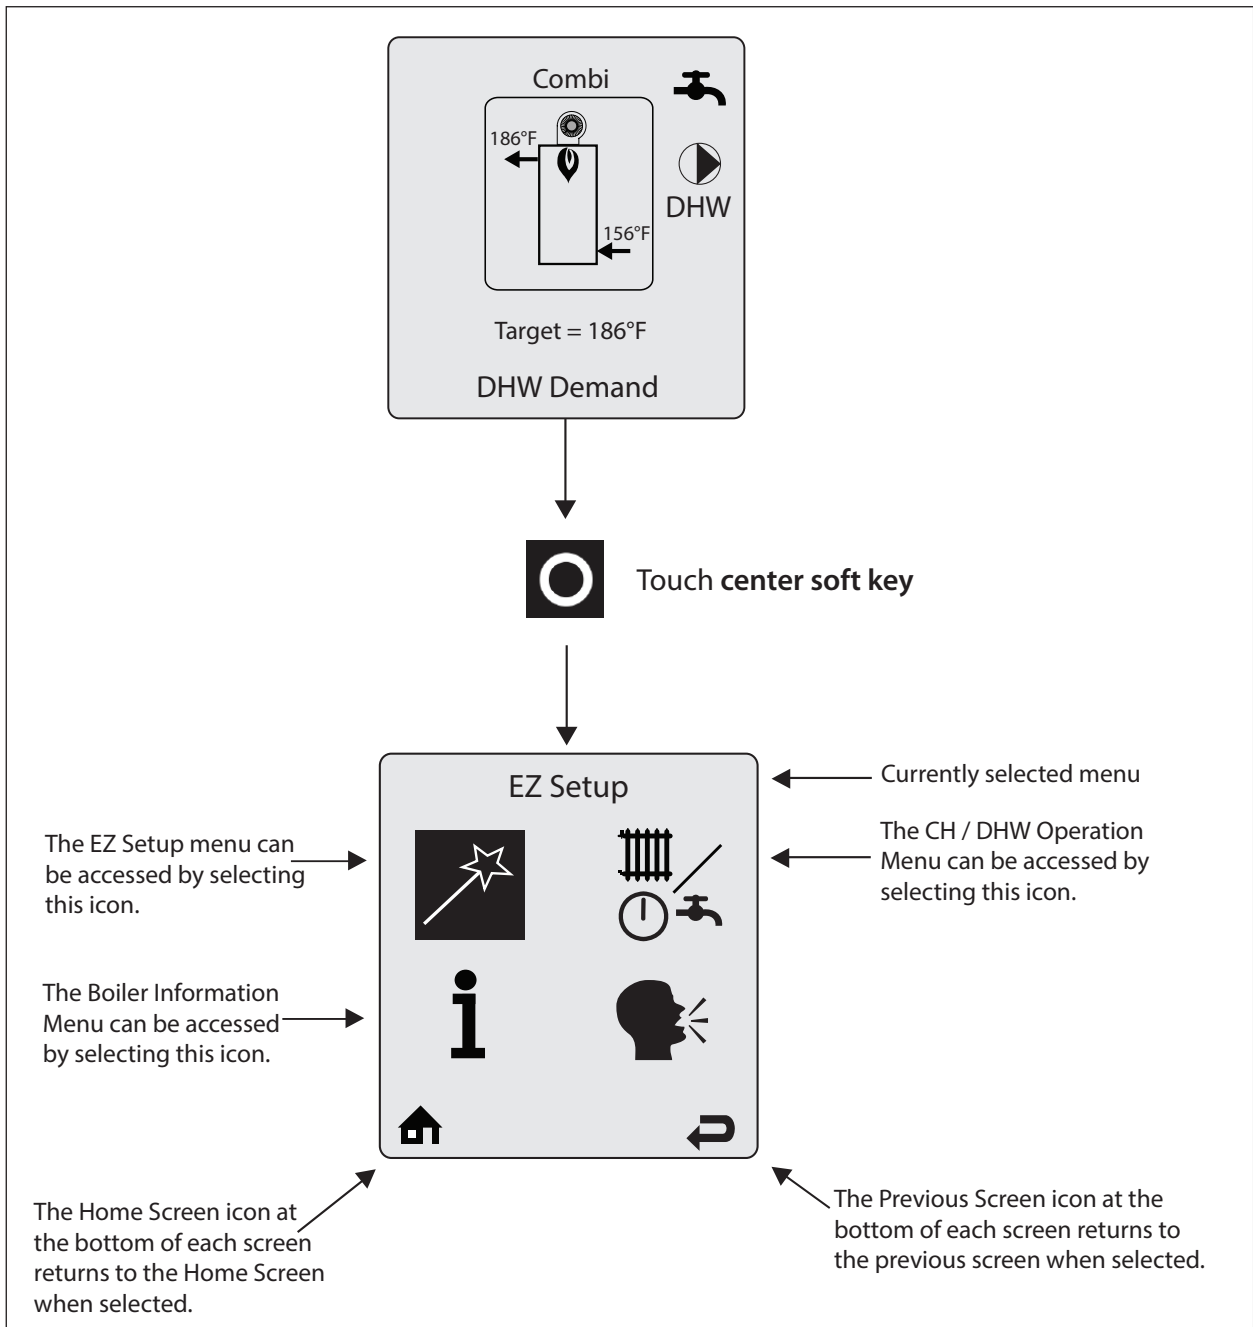 Combi
186°F
DHW
156°F
Target = 186°F
DHW Demand
Touch center soft key
EZ Setup
Currently selected menu
The EZ Setup menu can
be accessed by selecting
this icon.
The CH / DHW Operation
Menu can be accessed by
selecting this icon.
The Boiler Information
Menu can be accessed
by selecting this icon.
The Home Screen icon at
the bottom of each screen
returns to the Home Screen
when selected.
The Previous Screen icon at the
bottom of each screen returns to
the previous screen when selected.